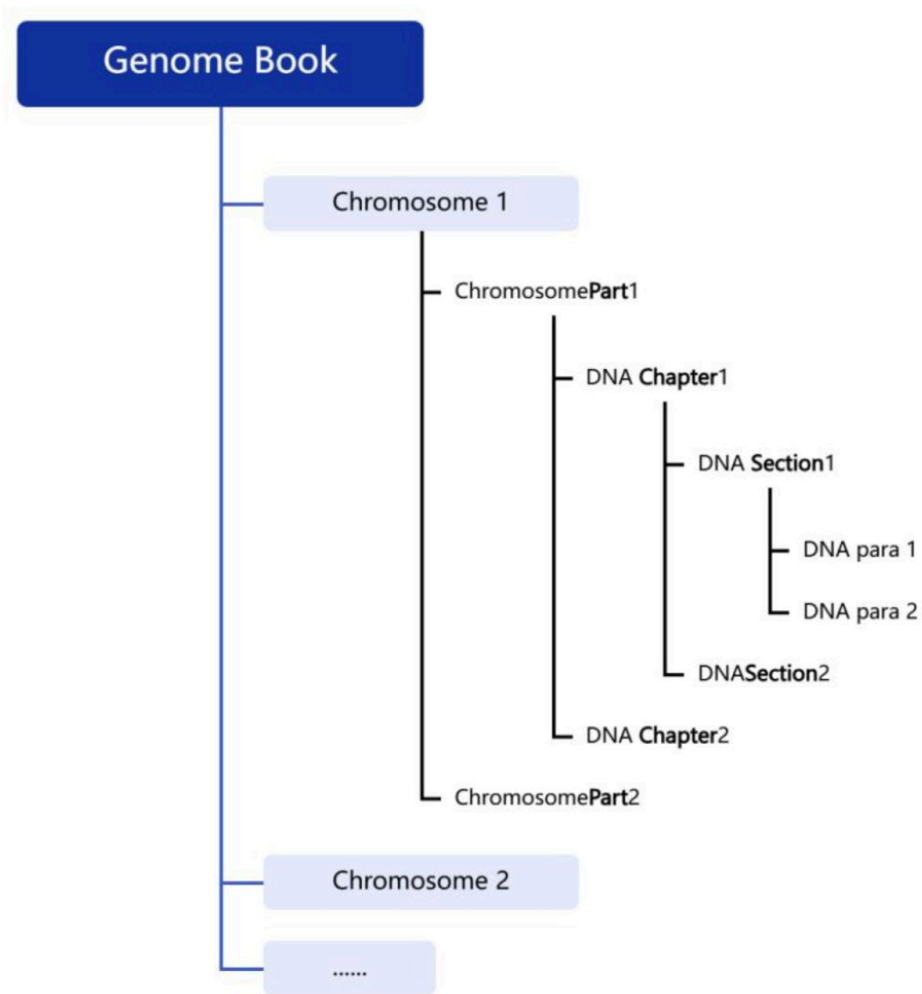 Genome Book
Chromosome 1
ChromosomePart1
DNA Chapter1
DNA Section1
DNA para 1
DNA para 2
DNASection2
DNA Chapter2
ChromosomePart2
Chromosome 2
......